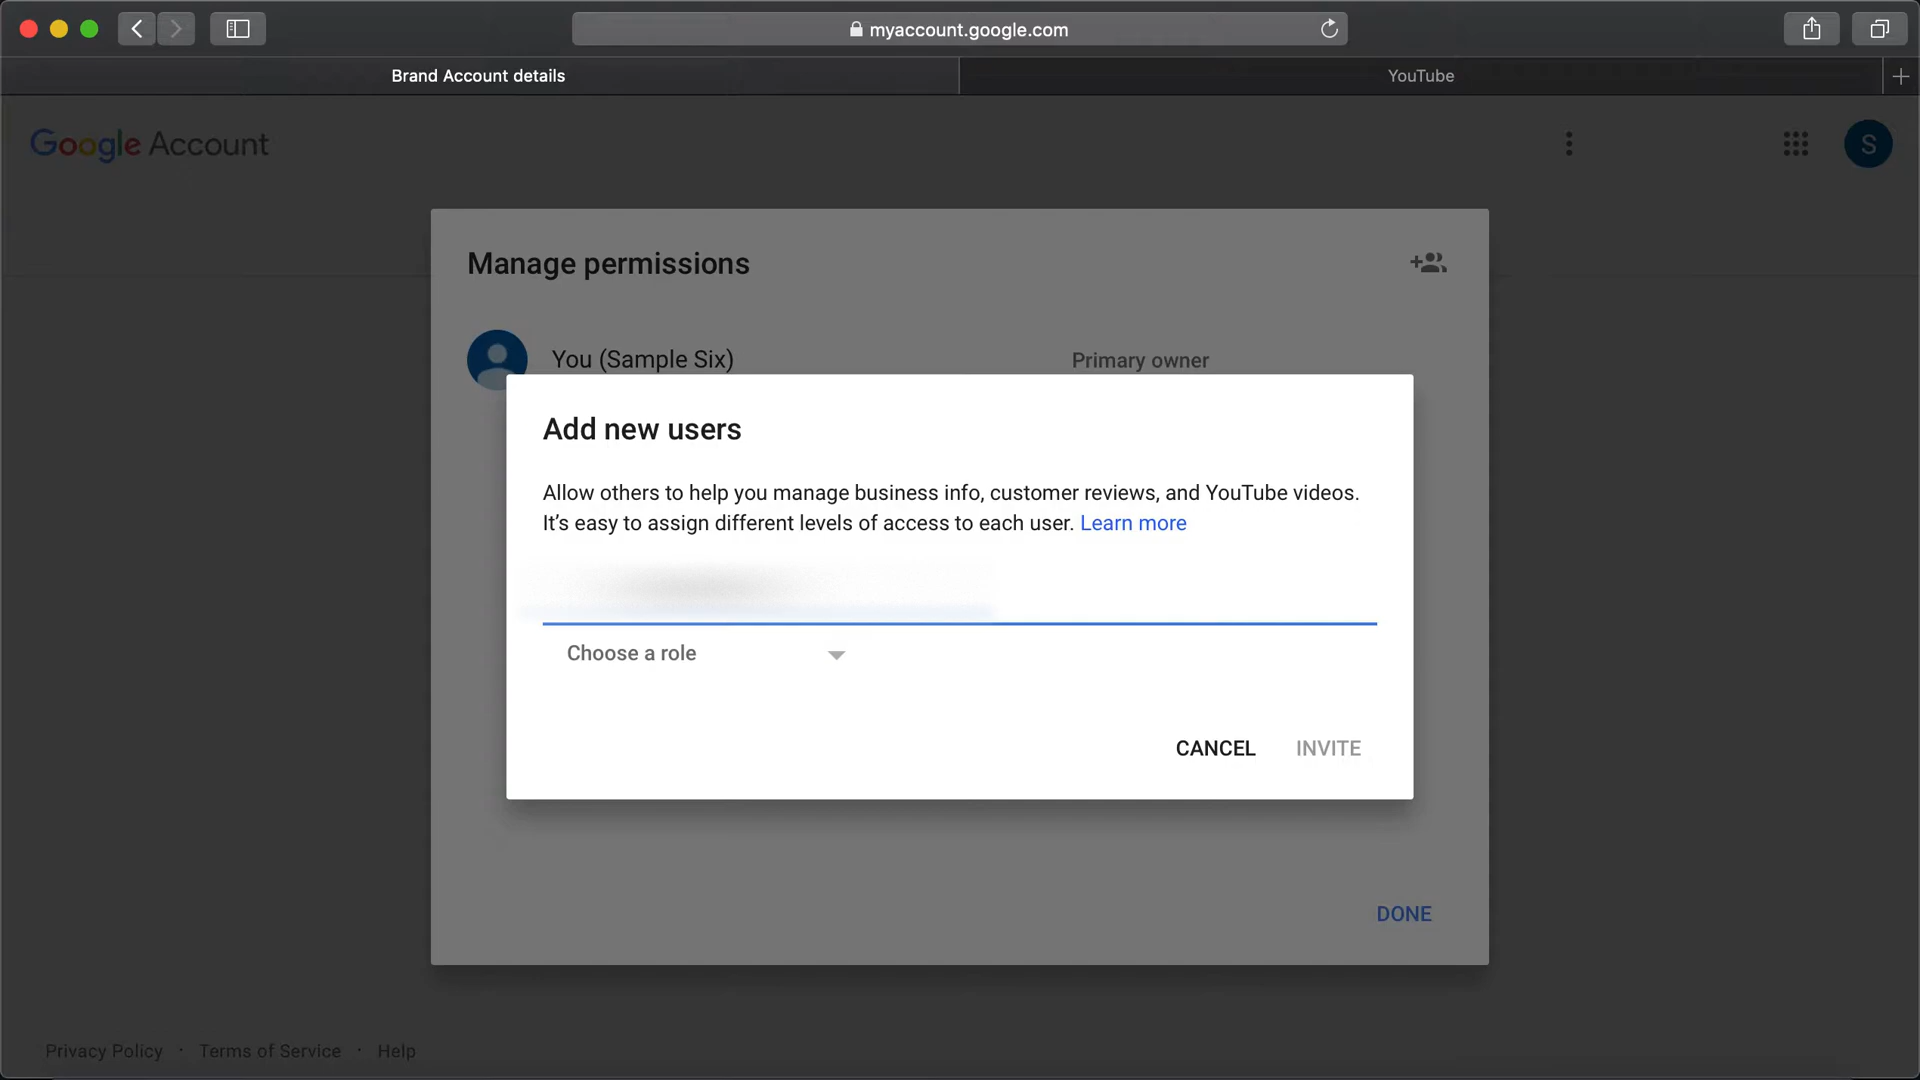 myaccount.google.com
Brand Account details
YouTube
Google Account
S
Manage permissions
You (Sample Six)
Primary owner
Add new users
Allow others to help you manage business info, customer reviews, and YouTube videos.
It’s easy to assign different levels of access to each user. Learn more
Choose a role
CANCEL
INVITE
DONE
Privacy Policy · Terms of Service · Help